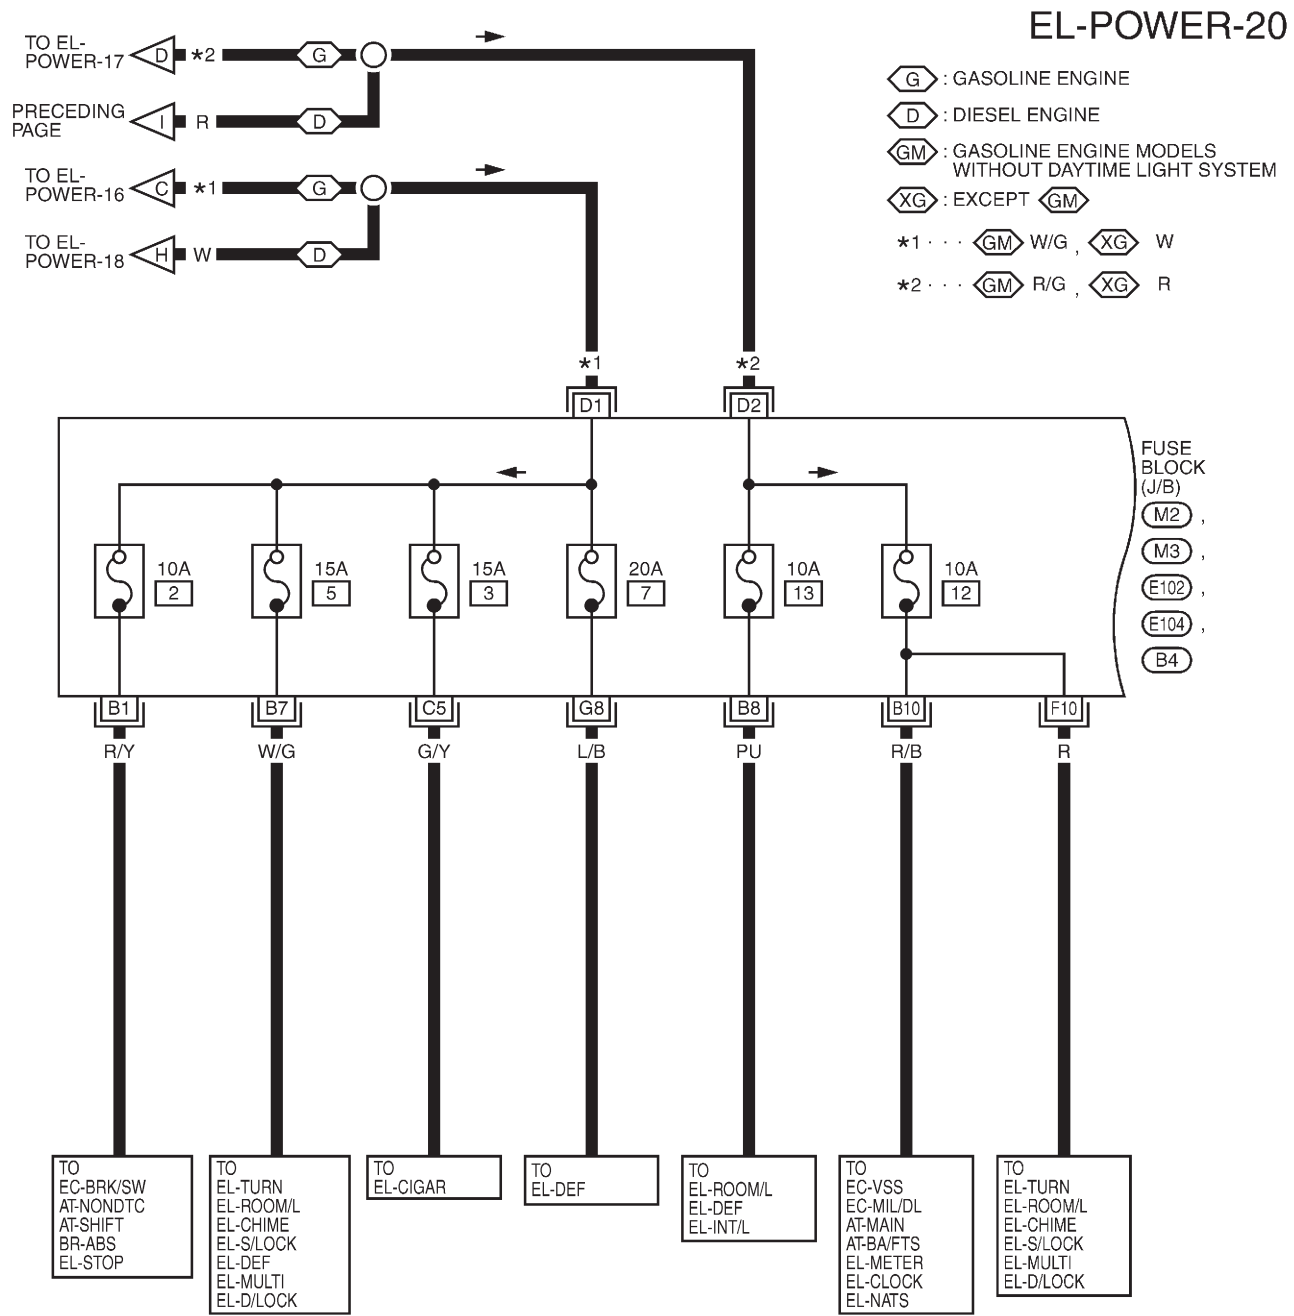 EL-POWER-20
TO EL-
POWER-17
D
*2
G
PRECEDING
PAGE
I
R
D
TO EL-
POWER-16
C
*1
G
TO EL-
POWER-18
H
W
D
G : GASOLINE ENGINE
D : DIESEL ENGINE
GM : GASOLINE ENGINE MODELS
WITHOUT DAYTIME LIGHT SYSTEM
XG : EXCEPT GM
*1 · · · GM W/G , XG W
*2 · · · GM R/G , XG R
*1
*2
D1
D2
FUSE
BLOCK
(J/B)
M2 ,
M3 ,
E102 ,
E104 ,
B4
10A
2
15A
5
15A
3
20A
7
10A
13
10A
12
B1
B7
C5
G8
B8
B10
F10
R/Y
W/G
G/Y
L/B
PU
R/B
R
TO
EC-BRK/SW
AT-NONDTC
AT-SHIFT
BR-ABS
EL-STOP
TO
EL-TURN
EL-ROOM/L
EL-CHIME
EL-S/LOCK
EL-DEF
EL-MULTI
EL-D/LOCK
TO
EL-CIGAR
TO
EL-DEF
TO
EL-ROOM/L
EL-DEF
EL-INT/L
TO
EC-VSS
EC-MIL/DL
AT-MAIN
AT-BA/FTS
EL-METER
EL-CLOCK
EL-NATS
TO
EL-TURN
EL-ROOM/L
EL-CHIME
EL-S/LOCK
EL-MULTI
EL-D/LOCK